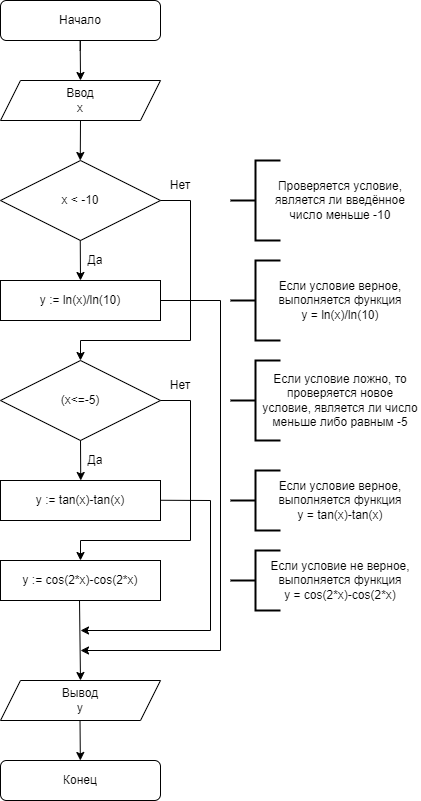 Начало
Ввод
x
x < -10
Нет
Проверяется условие,
является ли введённое
число меньше -10
Да
y := ln(x)/ln(10)
Если условие верное,
выполняется функция
y = ln(x)/ln(10)
(x<=-5)
Нет
Если условие ложно, то
проверяется новое
условие, является ли число
меньше либо равным -5
Да
y := tan(x)-tan(x)
Если условие верное,
выполняется функция
y = tan(x)-tan(x)
y := cos(2*x)-cos(2*x)
Если условие не верное,
выполняется функция
y = cos(2*x)-cos(2*x)
Вывод
y
Конец